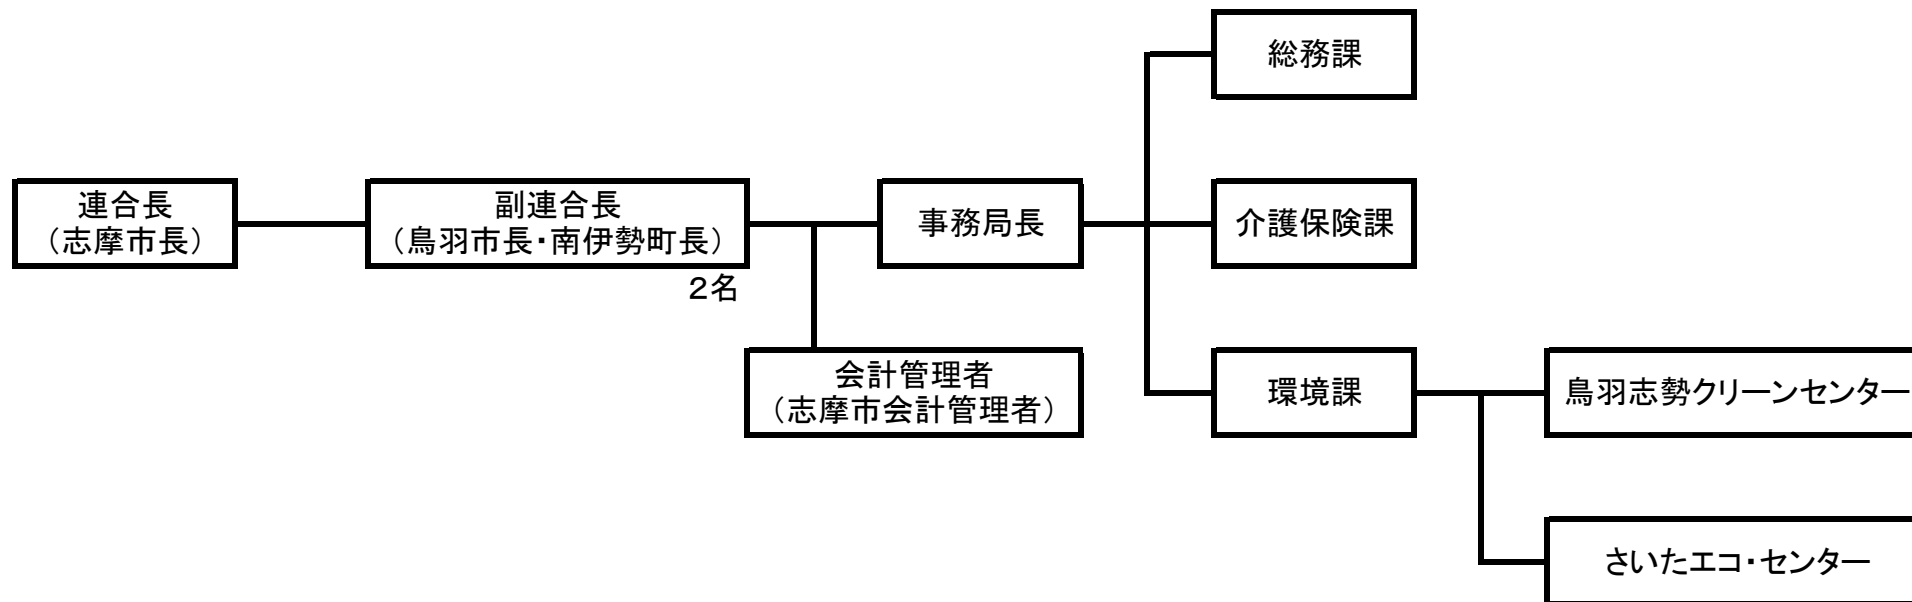 総務課
連合長
（志摩市長）
副連合長
（鳥羽市長・南伊勢町長）
２名
事務局長
介護保険課
会計管理者
（志摩市会計管理者）
環境課
鳥羽志勢クリーンセンター
さいたエコ・センター